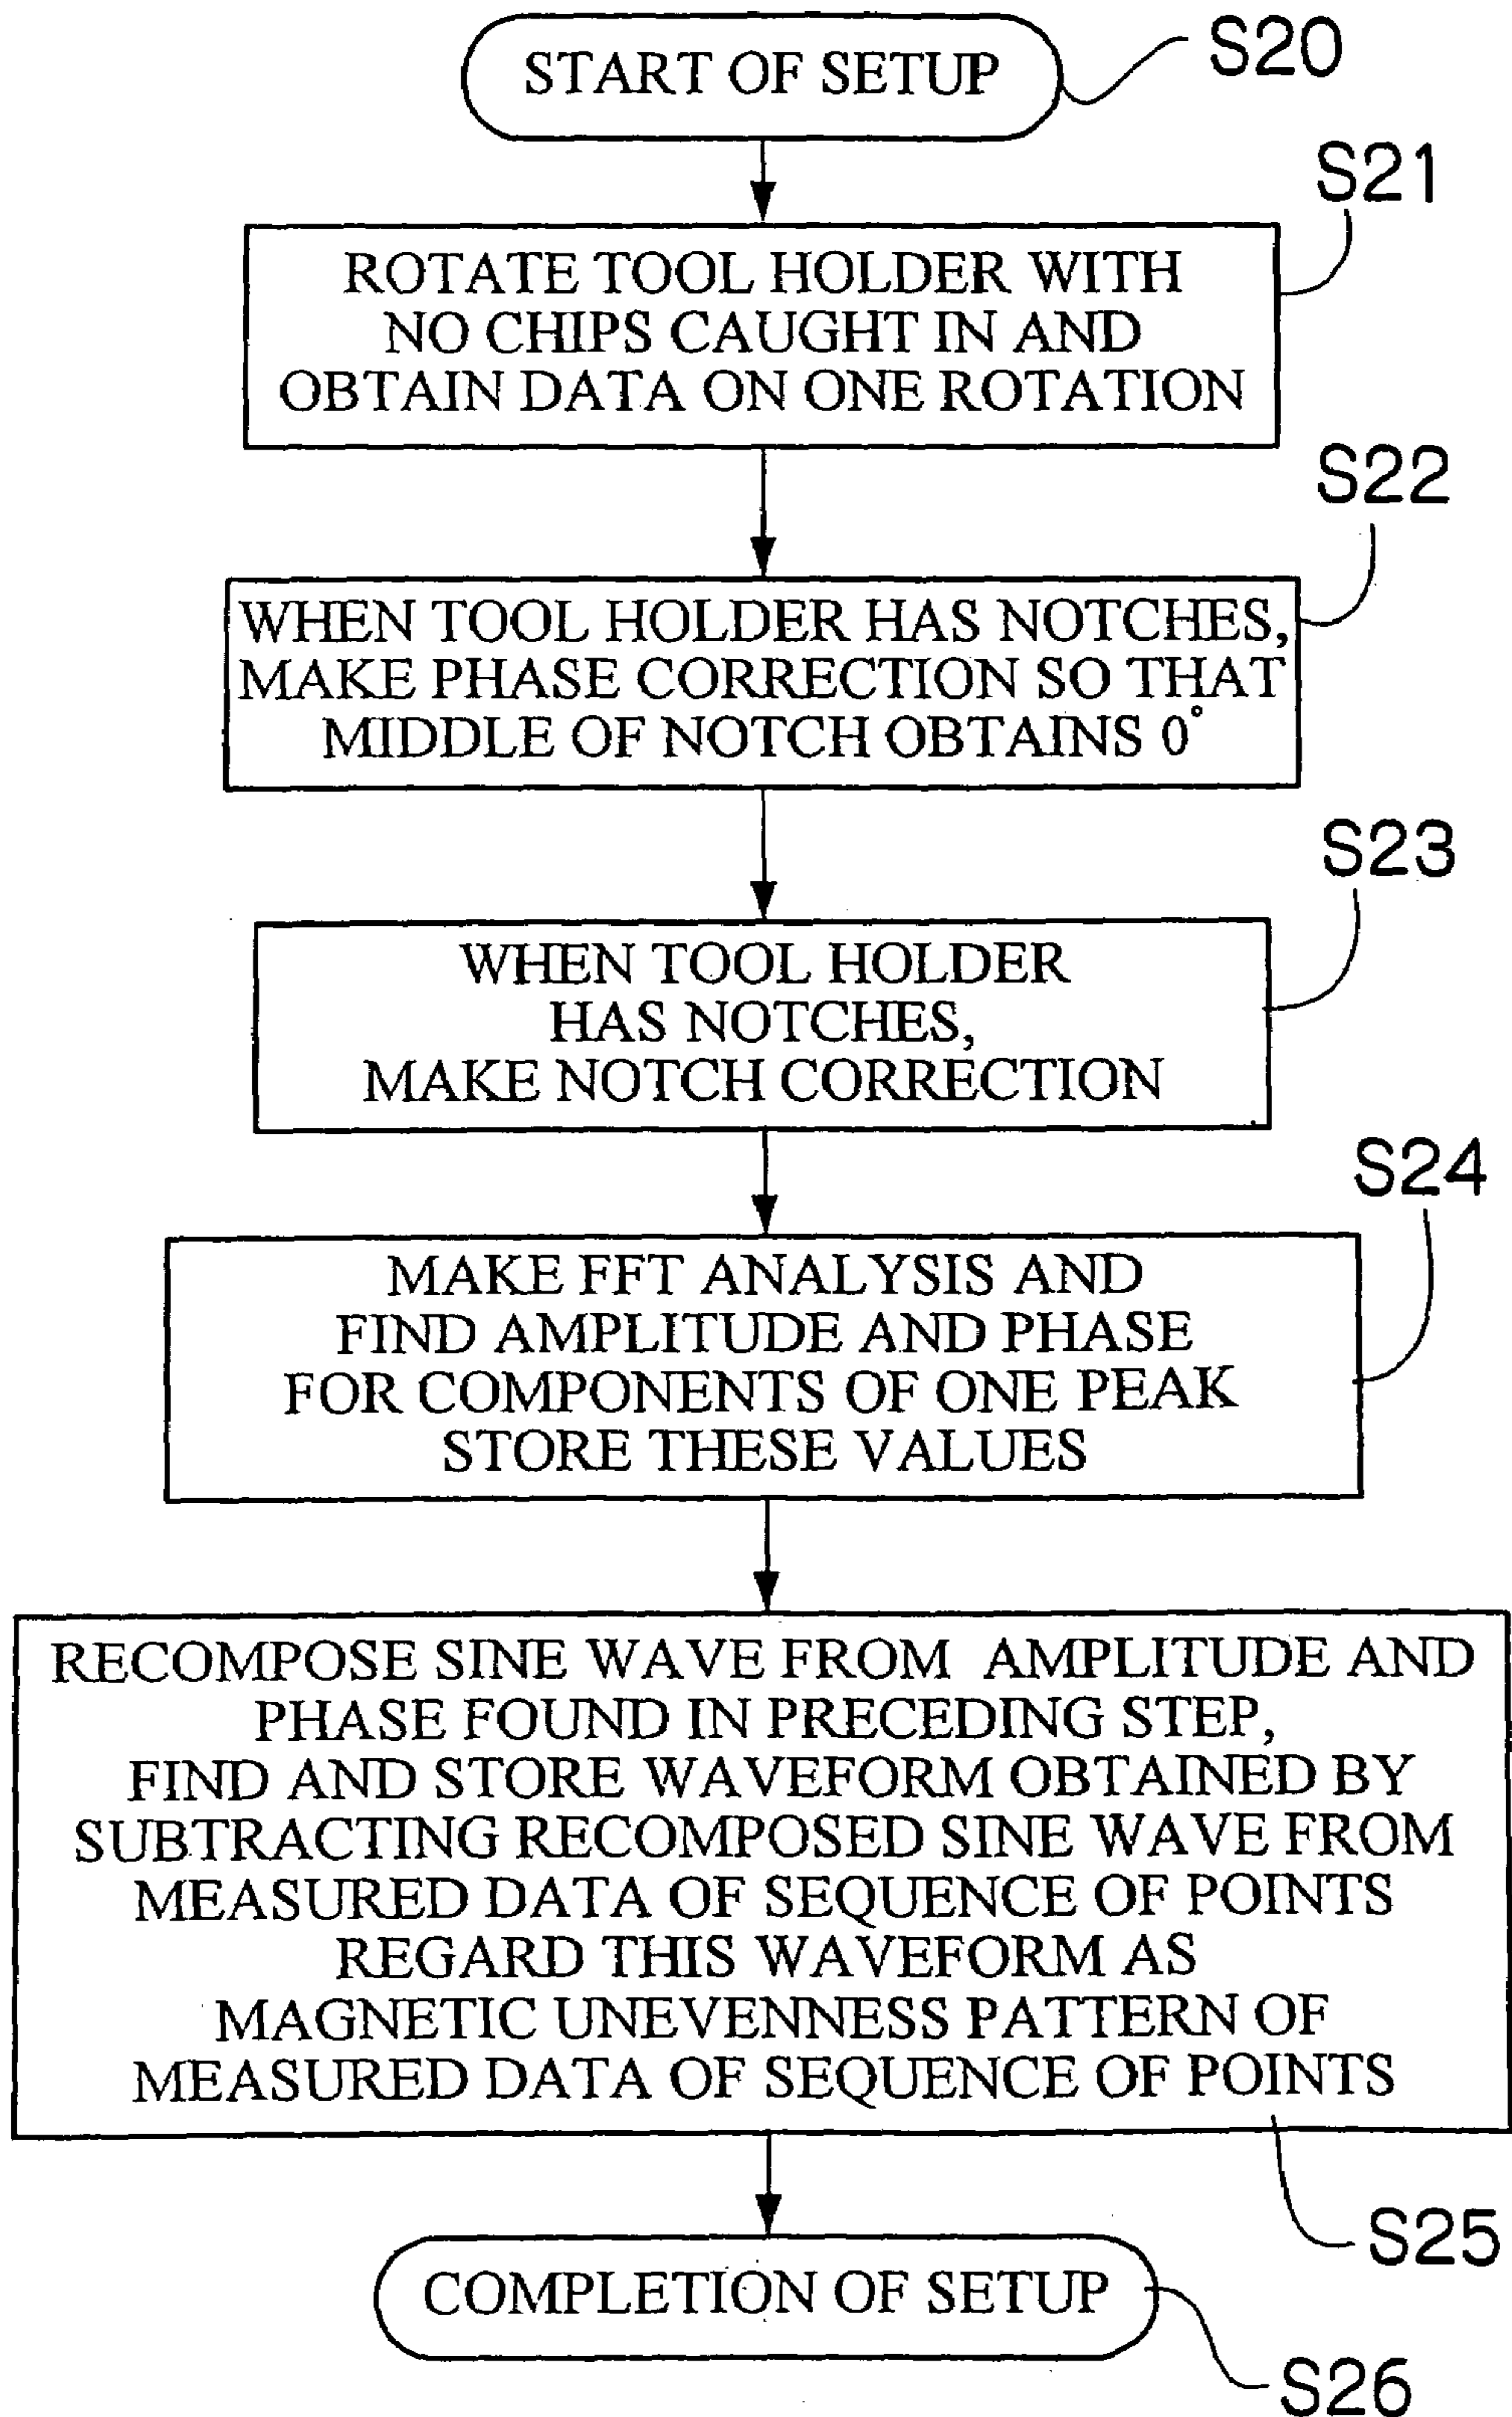 START OF SETUP
S20
S21
ROTATE TOOL HOLDER WITH
NO CHIPS CAUGHT IN AND
OBTAIN DATA ON ONE ROTATION
S22
WHEN TOOL HOLDER HAS NOTCHES,
MAKE PHASE CORRECTION SO THAT
MIDDLE OF NOTCH OBTAINS 0°
S23
WHEN TOOL HOLDER
HAS NOTCHES,
MAKE NOTCH CORRECTION
S24
MAKE FFT ANALYSIS AND
FIND AMPLITUDE AND PHASE
FOR COMPONENTS OF ONE PEAK
STORE THESE VALUES
RECOMPOSE SINE WAVE FROM AMPLITUDE AND
PHASE FOUND IN PRECEDING STEP,
FIND AND STORE WAVEFORM OBTAINED BY
SUBTRACTING RECOMPOSED SINE WAVE FROM
MEASURED DATA OF SEQUENCE OF POINTS
REGARD THIS WAVEFORM AS
MAGNETIC UNEVENNESS PATTERN OF
MEASURED DATA OF SEQUENCE OF POINTS
S25
COMPLETION OF SETUP
S26